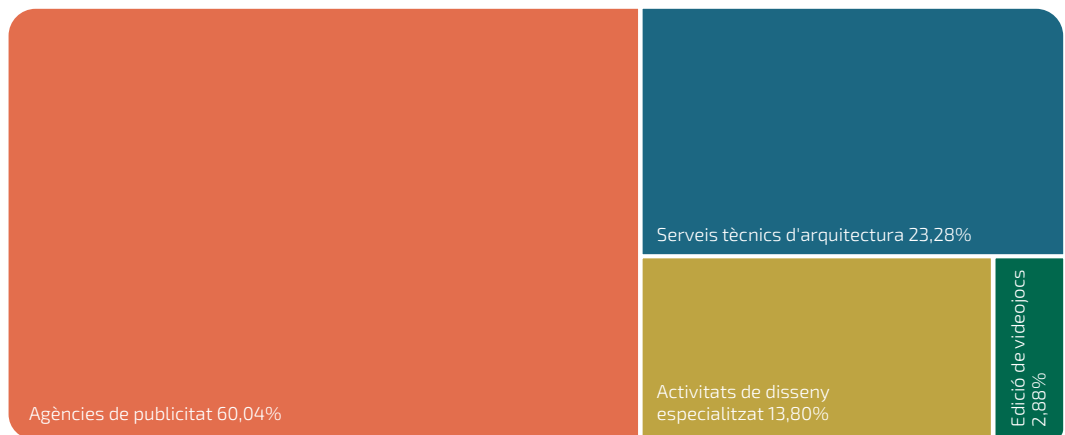 Serveis tècnics d'arquitectura 23,28%
Agències de publicitat 60,04%
Activitats de disseny
especialitzat 13,80%
Edició de videojocs
2,88%